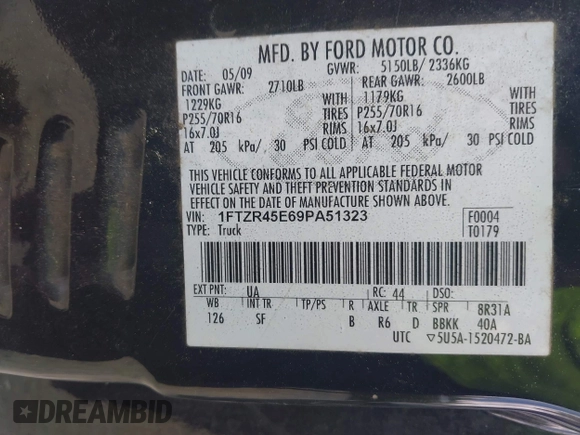 MFD. BY FORD MOTOR CO.
DATE: 05/09 GVWR: 5150LB/ 2336KG
FRONT GAWR: 2710LB REAR GAWR: 2600LB
1229KG 1179KG
P255/70R16 TIRES P255/70R16 TIRES
16x7.0J RIMS 16x7.0J RIMS
AT 205 kPa/ 30 PSI COLD AT 205 kPa/ 30 PSI COLD
THIS VEHICLE CONFORMS TO ALL APPLICABLE FEDERAL MOTOR
VEHICLE SAFETY AND THEFT PREVENTION STANDARDS IN
EFFECT ON THE DATE OF MANUFACTURE SHOWN ABOVE.
VIN: 1FTZR45E69PA51323 F0004
TYPE: Truck T0179
EXT PNT: UA RC: 44 DSO:
WB INT TR TP/PS R AXLE TR SPR 8R31A
126 SF B R6 D BBKK 40A
UTC ▽5U5A-1520472-BA
DREAMBID